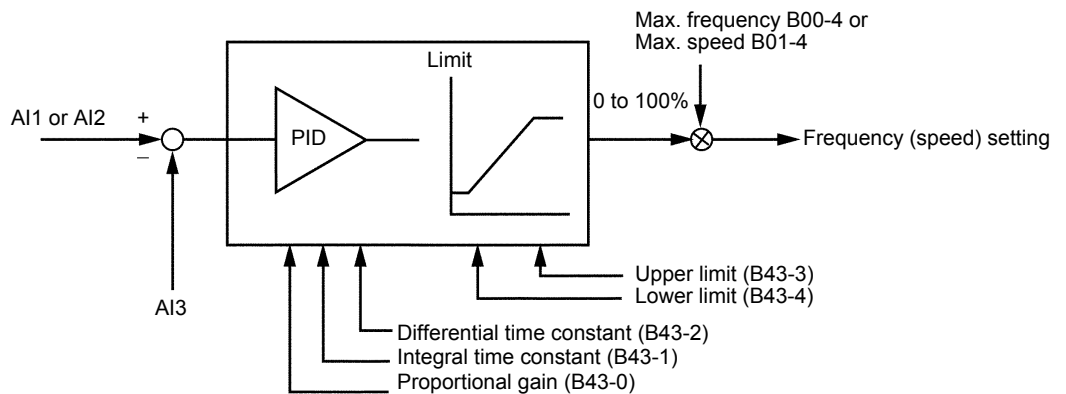 Max. frequency B00-4 or
Max. speed B01-4
Limit
0 to 100%
AI1 or AI2
+
–
PID
Frequency (speed) setting
AI3
Upper limit (B43-3)
Lower limit (B43-4)
Differential time constant (B43-2)
Integral time constant (B43-1)
Proportional gain (B43-0)